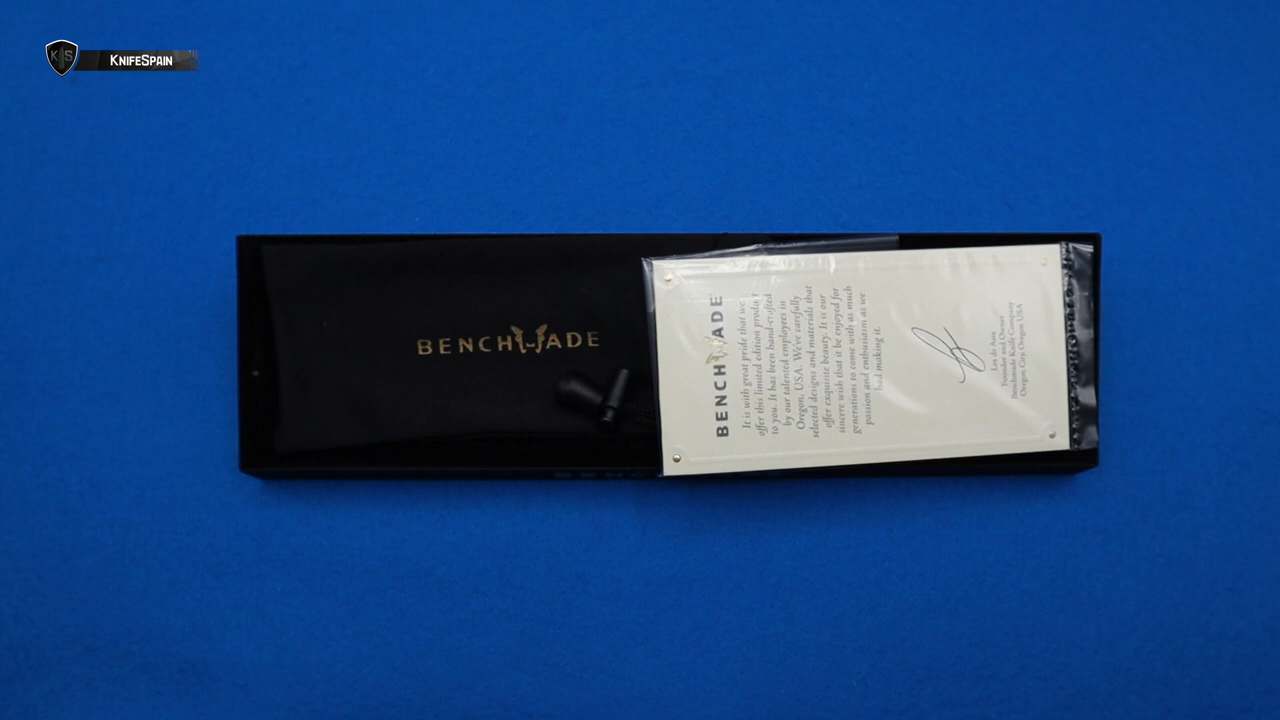 KS
KNIFESPAIN
BENCHMADE
BENCHMADE
It is with great pride that we
offer this limited edition product
to you. It has been hand-crafted
by our talented employees in
Oregon, USA. We've carefully
selected designs and materials that
offer exquisite beauty. It is our
sincere wish that it be enjoyed for
generations to come with as much
passion and enthusiasm as we
had making it.
Les de Asis
Founder and Owner
Benchmade Knife Company
Oregon City, Oregon USA